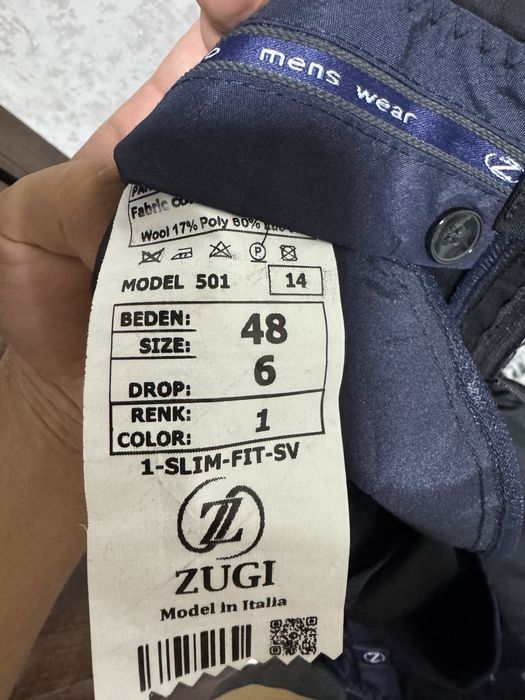 mens wear
Fabric
Wool 17% Poly 80%
P
MODEL 501 14
BEDEN: 48
SIZE:
DROP: 6
RENK: 1
COLOR:
1-SLIM-FIT-SV
ZUGI
Model in Italia